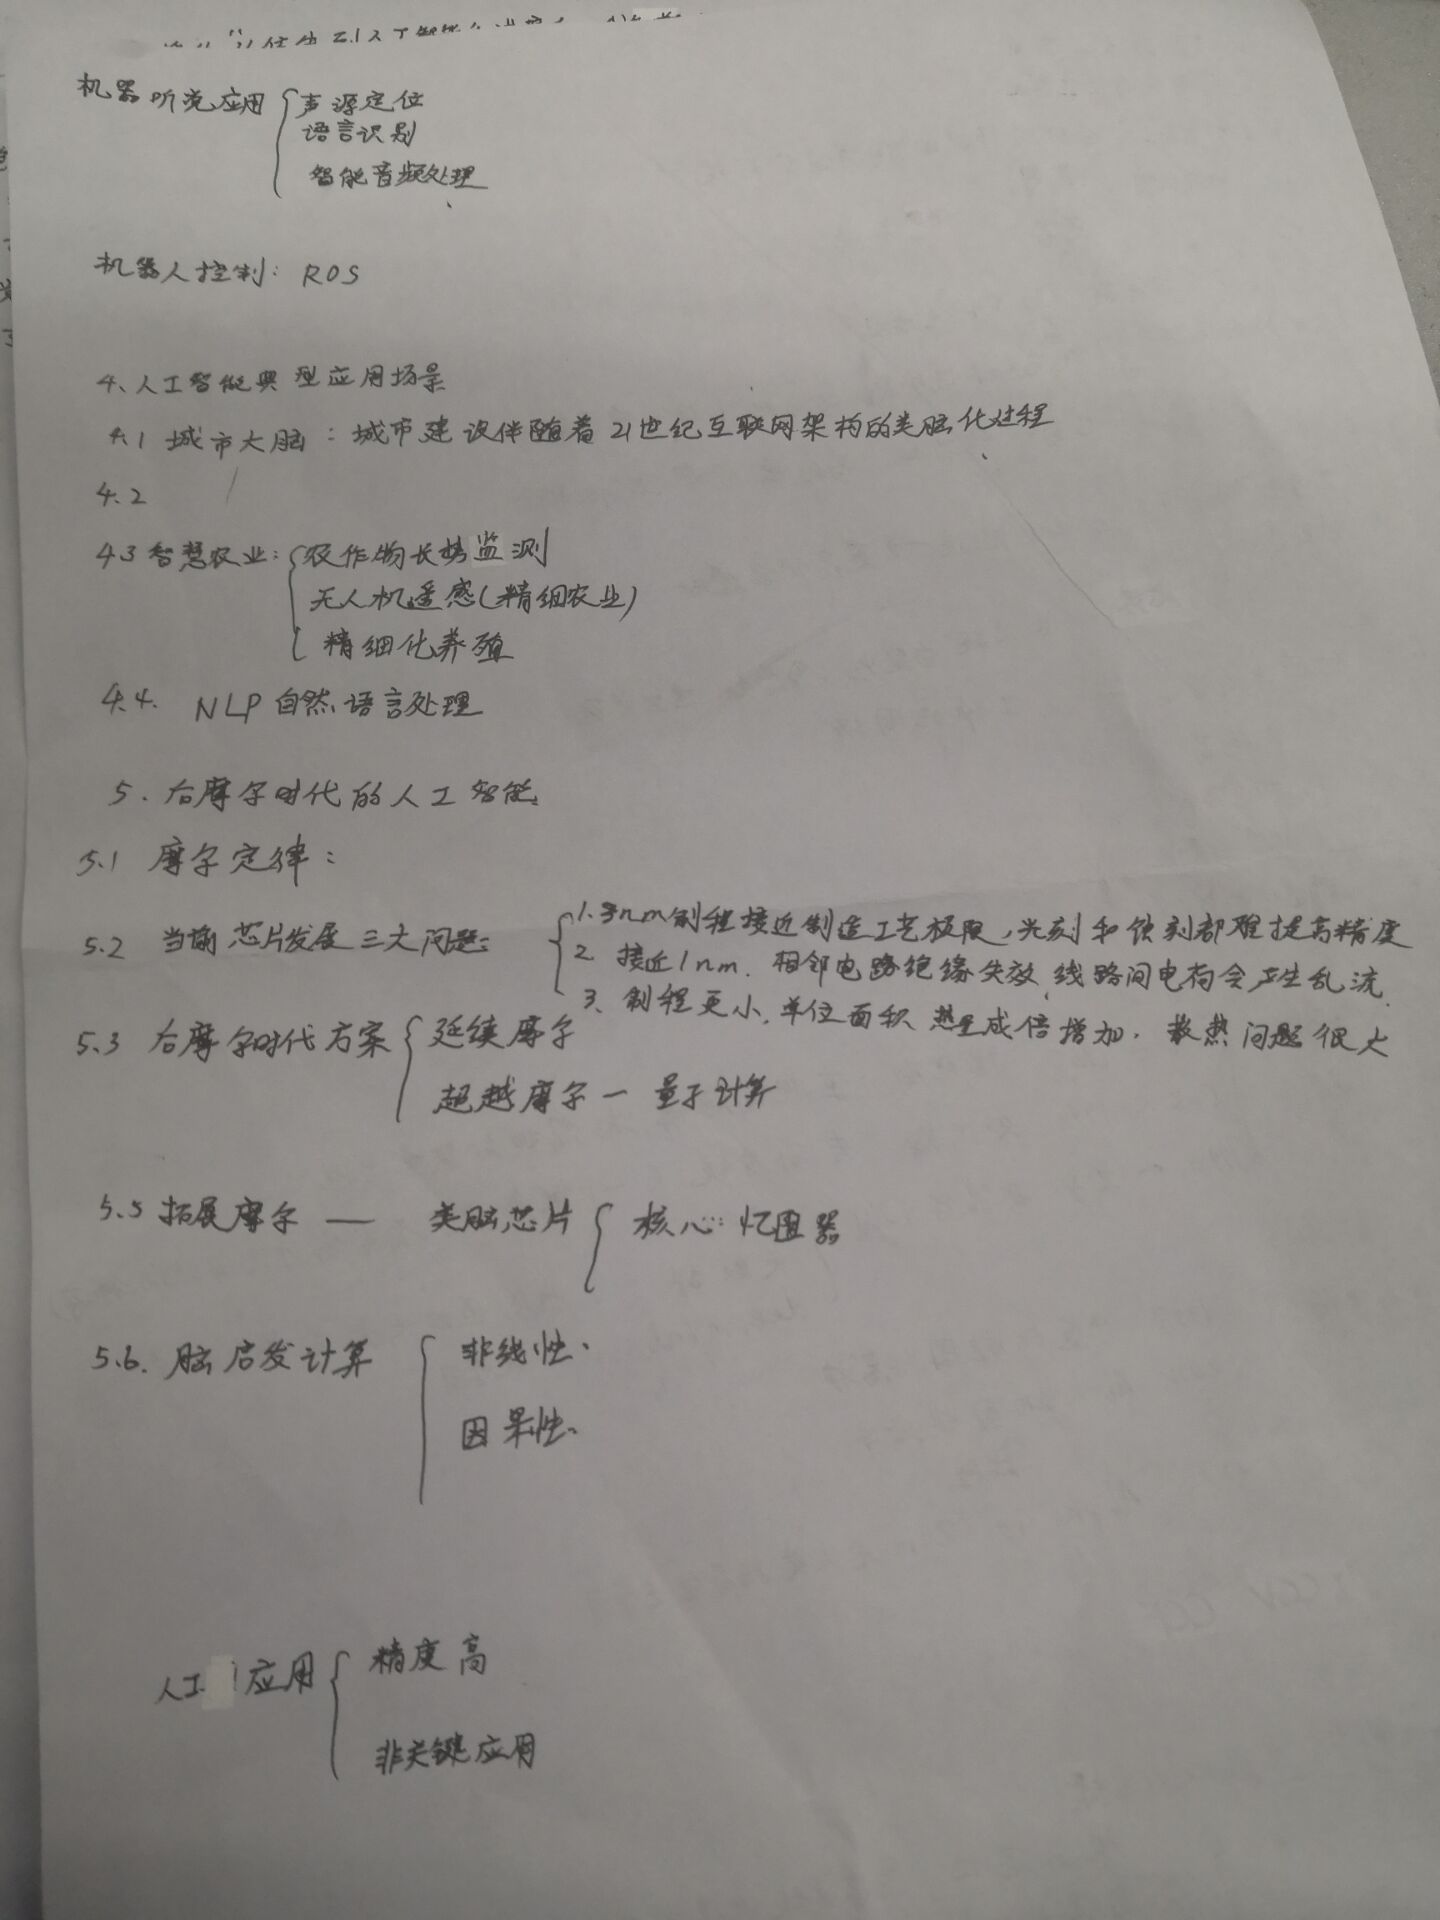 机器听说应用 声源定位
语言识别
智能音频处理
机器人控制: ROS
4、人工智能典型应用场景
4.1 城市大脑: 城市建设伴随着21世纪互联网架构的类脑化过程
4.2
4.3 智慧农业: 农作物长势监测
无人机遥感(精细农业)
精细化养殖
4.4. NLP 自然语言处理
5. 后摩尔时代的人工智能
5.1 摩尔定律:
5.2 当前芯片发展三大问题: 1. 3nm制程接近制造工艺极限,光刻和蚀刻都难提高精度
2. 接近1nm. 相邻电路绝缘失效,线路间电荷会产生乱流.
3. 制程更小,单位面积热量成倍增加. 散热问题很大
5.3 后摩尔时代方案 延续摩尔
超越摩尔 — 量子计算
5.5 拓展摩尔 — 类脑芯片 核心: 忆阻器
5.6. 脑启发计算 非线性、
因果性、
人工 应用 精度高
非关键应用